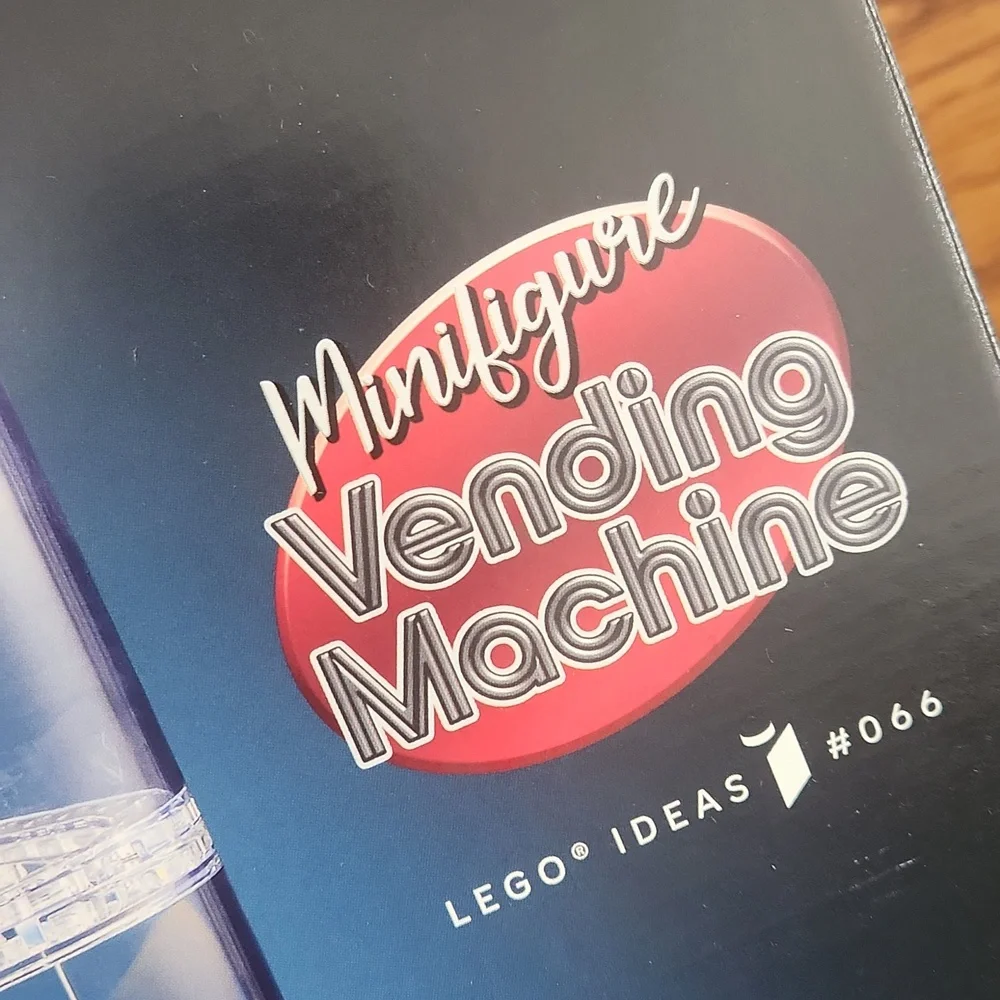 Minifigure
Vending
Machine
LEGO® IDEAS #066